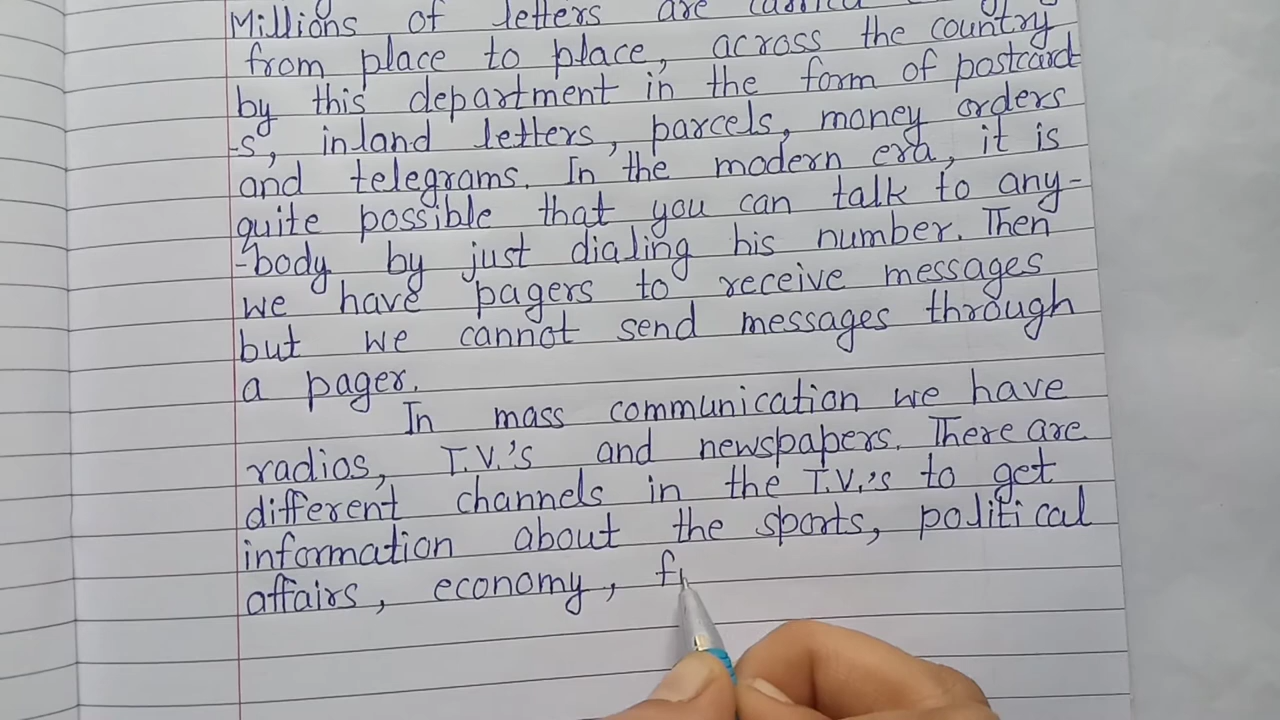 Millions of letters are
from place to place, across the country
by this department in the form of postcard
-s, inland letters, parcels, money orders
and telegrams. In the modern era, it is
quite possible that you can talk to any-
-body by just dialing his number. Then
we have pagers to receive messages
but we cannot send messages through
a pager.
In mass communication we have
radios, T.V.'s and newspapers. There are
different channels in the T.V.'s to get
information about the sports, political
affairs, economy,